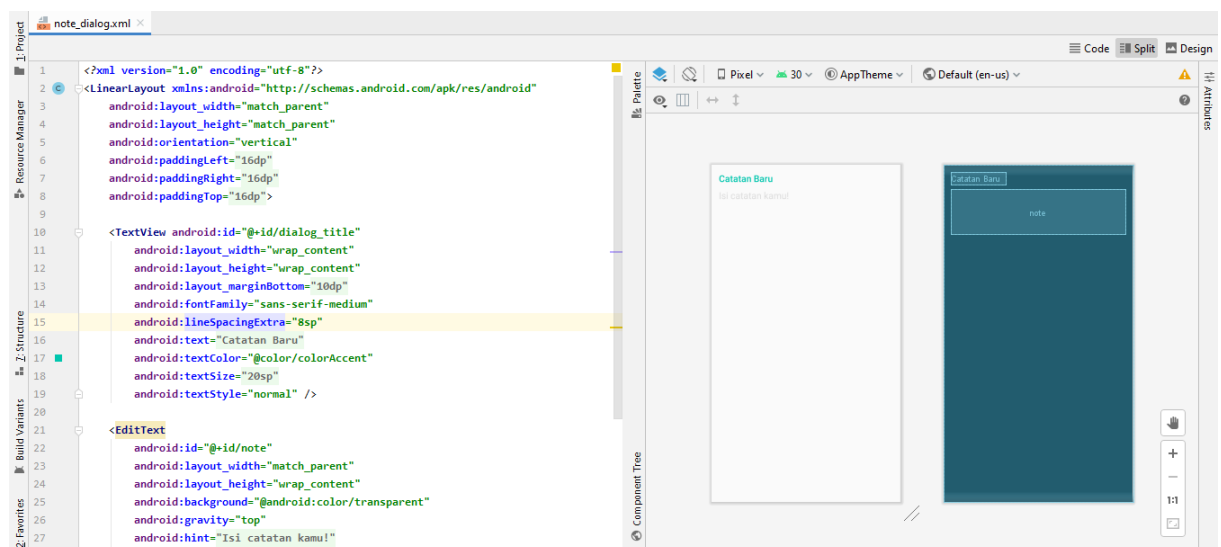 note_dialog.xml
Code Split Design
1: Project
Resource Manager
7: Structure
Build Variants
2: Favorites
1 <?xml version="1.0" encoding="utf-8"?>
2 C <LinearLayout xmlns:android="http://schemas.android.com/apk/res/android"
3 android:layout_width="match_parent"
4 android:layout_height="match_parent"
5 android:orientation="vertical"
6 android:paddingLeft="16dp"
7 android:paddingRight="16dp"
8 android:paddingTop="16dp">
9
10 <TextView android:id="@+id/dialog_title"
11 android:layout_width="wrap_content"
12 android:layout_height="wrap_content"
13 android:layout_marginBottom="10dp"
14 android:fontFamily="sans-serif-medium"
15 android:lineSpacingExtra="8sp"
16 android:text="Catatan Baru"
17 android:textColor="@color/colorAccent"
18 android:textSize="20sp"
19 android:textStyle="normal" />
20
21 <EditText
22 android:id="@+id/note"
23 android:layout_width="match_parent"
24 android:layout_height="wrap_content"
25 android:background="@android:color/transparent"
26 android:gravity="top"
27 android:hint="Isi catatan kamu!"
Palette
Component Tree
Pixel 30 AppTheme Default (en-us)
Catatan Baru
Isi catatan kamu!
Catatan Baru
note
1:1
Attributes